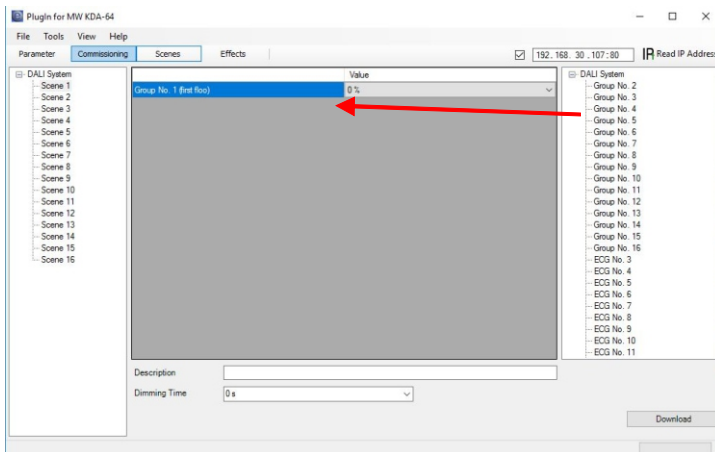 PlugIn for MW KDA-64
File Tools View Help
Parameter Commissioning Scenes Effects 192.168.30.107:80 Read IP Addres
DALI System
Scene 1
Scene 2
Scene 3
Scene 4
Scene 5
Scene 6
Scene 7
Scene 8
Scene 9
Scene 10
Scene 11
Scene 12
Scene 13
Scene 14
Scene 15
Scene 16
Value
Group No. 1 (first floo) 0 %
DALI System
Group No. 2
Group No. 3
Group No. 4
Group No. 5
Group No. 6
Group No. 7
Group No. 8
Group No. 9
Group No. 10
Group No. 11
Group No. 12
Group No. 13
Group No. 14
Group No. 15
Group No. 16
ECG No. 3
ECG No. 4
ECG No. 5
ECG No. 6
ECG No. 7
ECG No. 8
ECG No. 9
ECG No. 10
ECG No. 11
Description
Dimming Time 0 s
Download